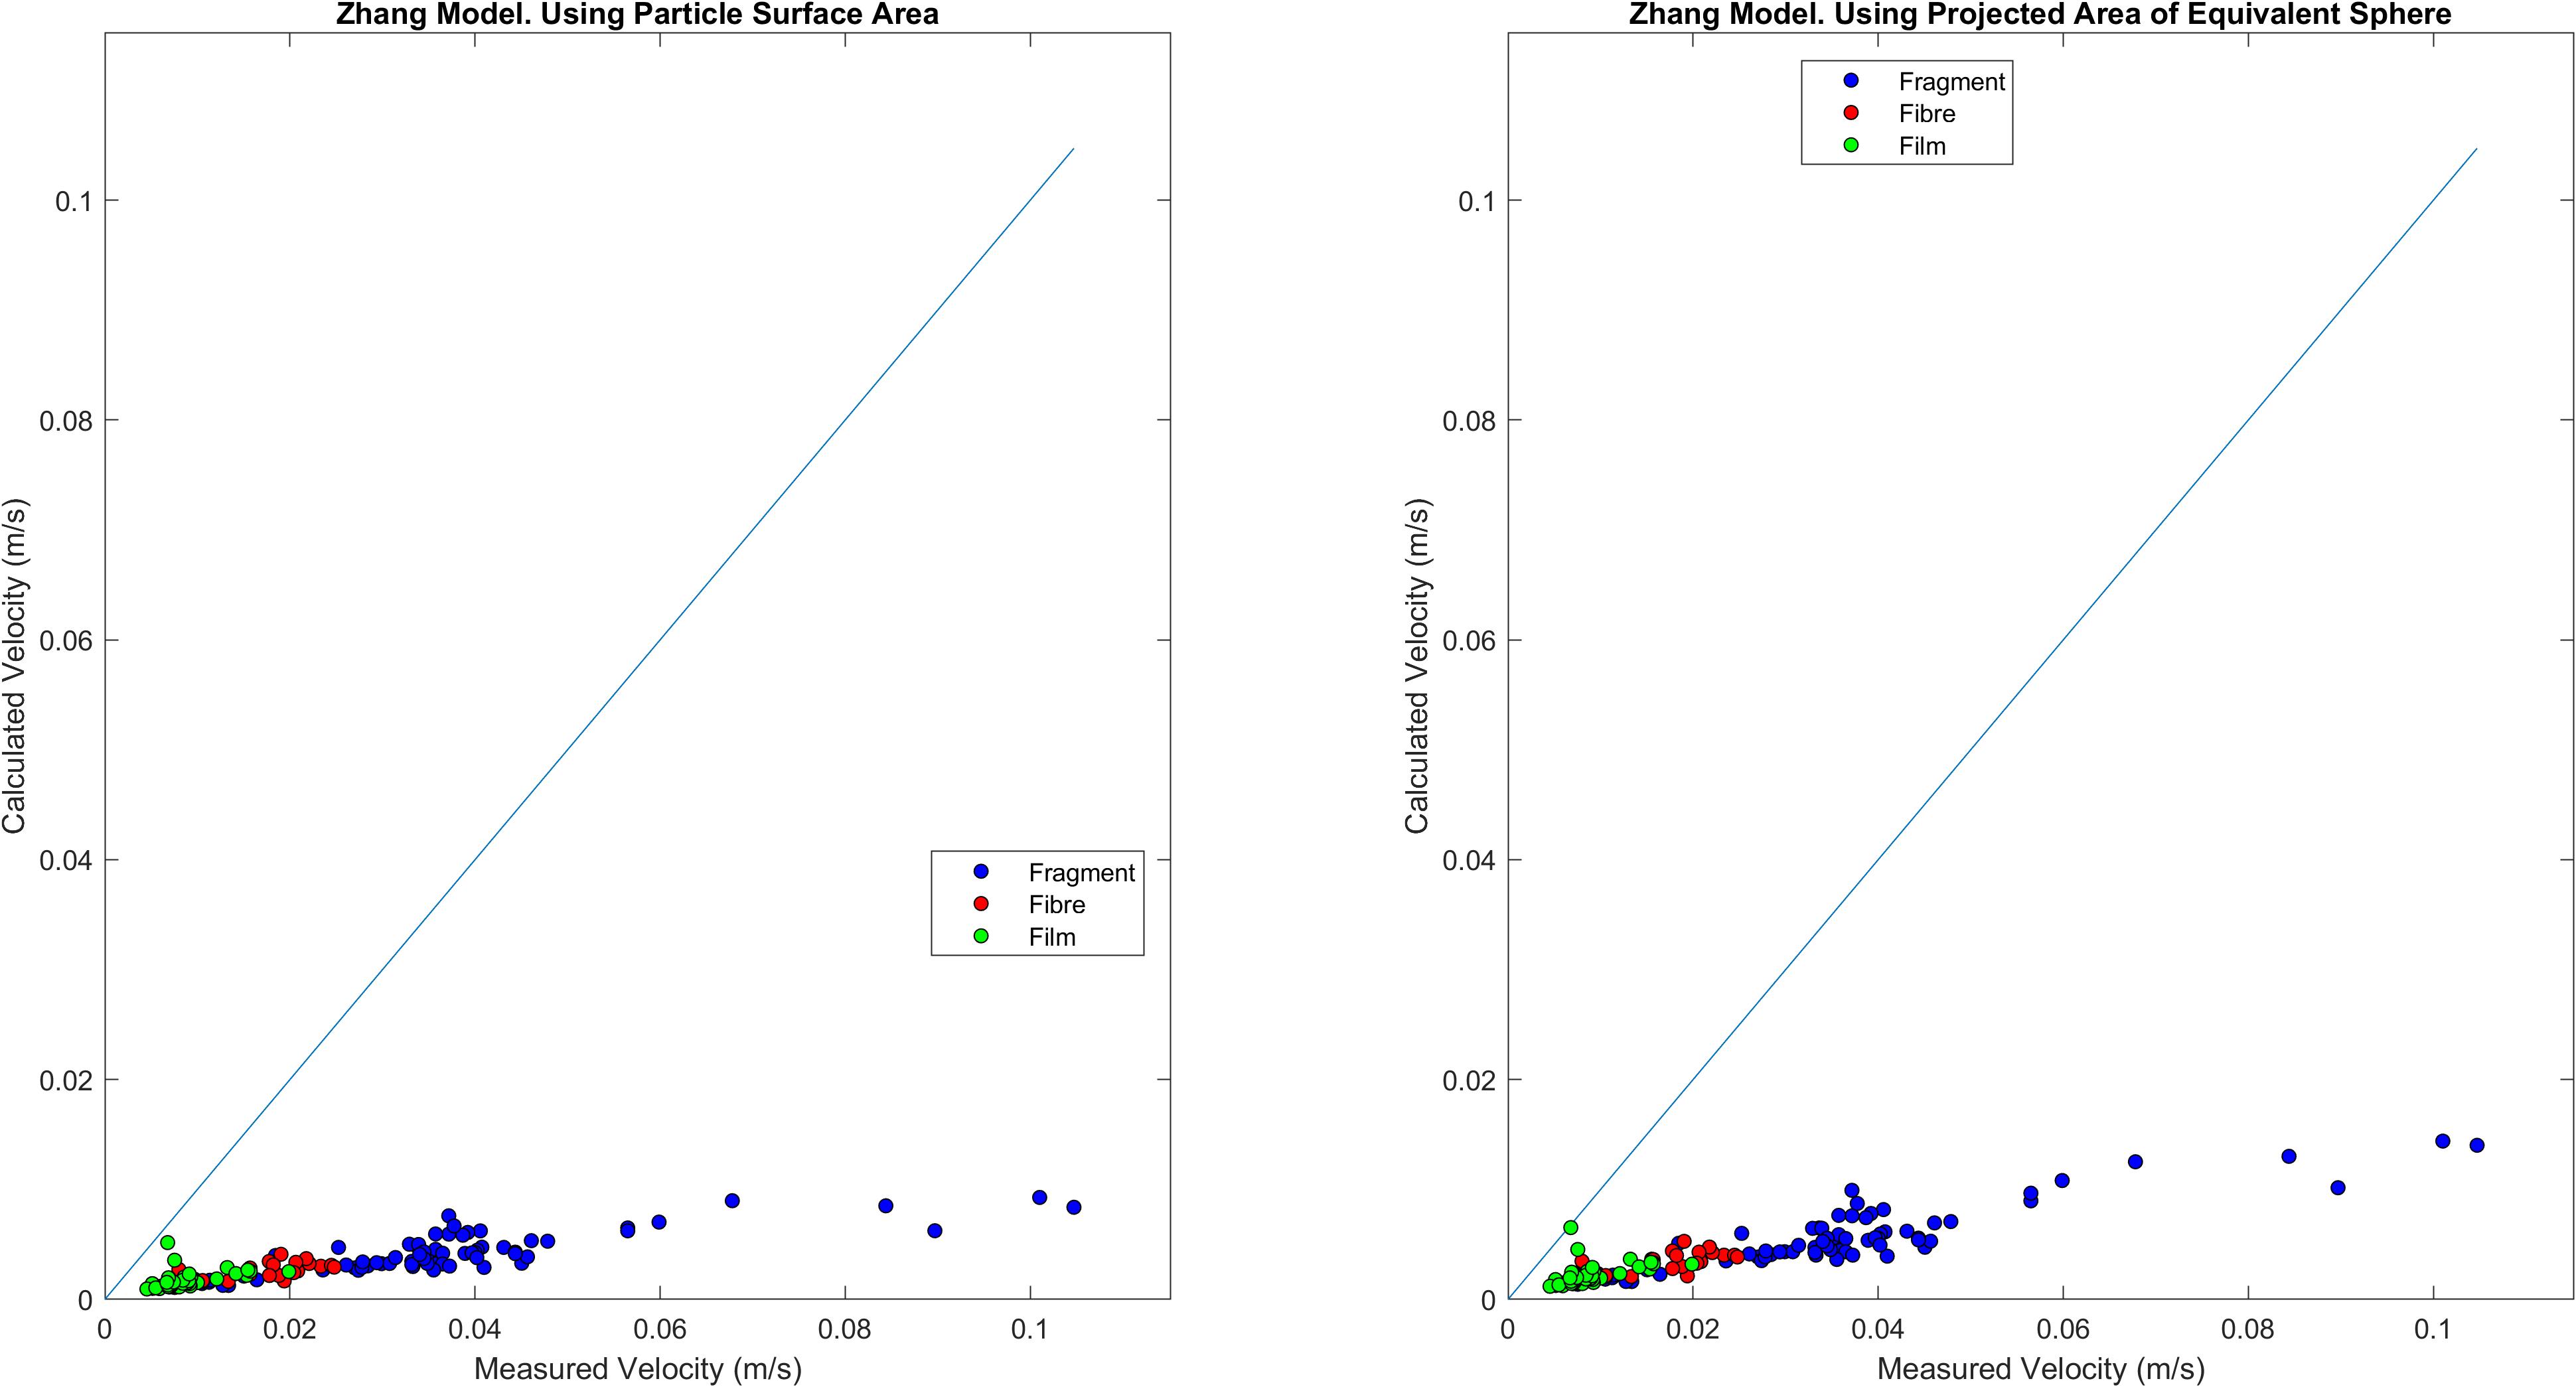 Zhang Model. Using Particle Surface Area
0.1
0.08
0.06
0.04
0.02
0
Calculated Velocity (m/s)
Fragment
Fibre
Film
0
0.02
0.04
0.06
0.08
0.1
Measured Velocity (m/s)
Zhang Model. Using Projected Area of Equivalent Sphere
Fragment
Fibre
Film
0.1
0.08
0.06
0.04
0.02
0
Calculated Velocity (m/s)
0
0.02
0.04
0.06
0.08
0.1
Measured Velocity (m/s)